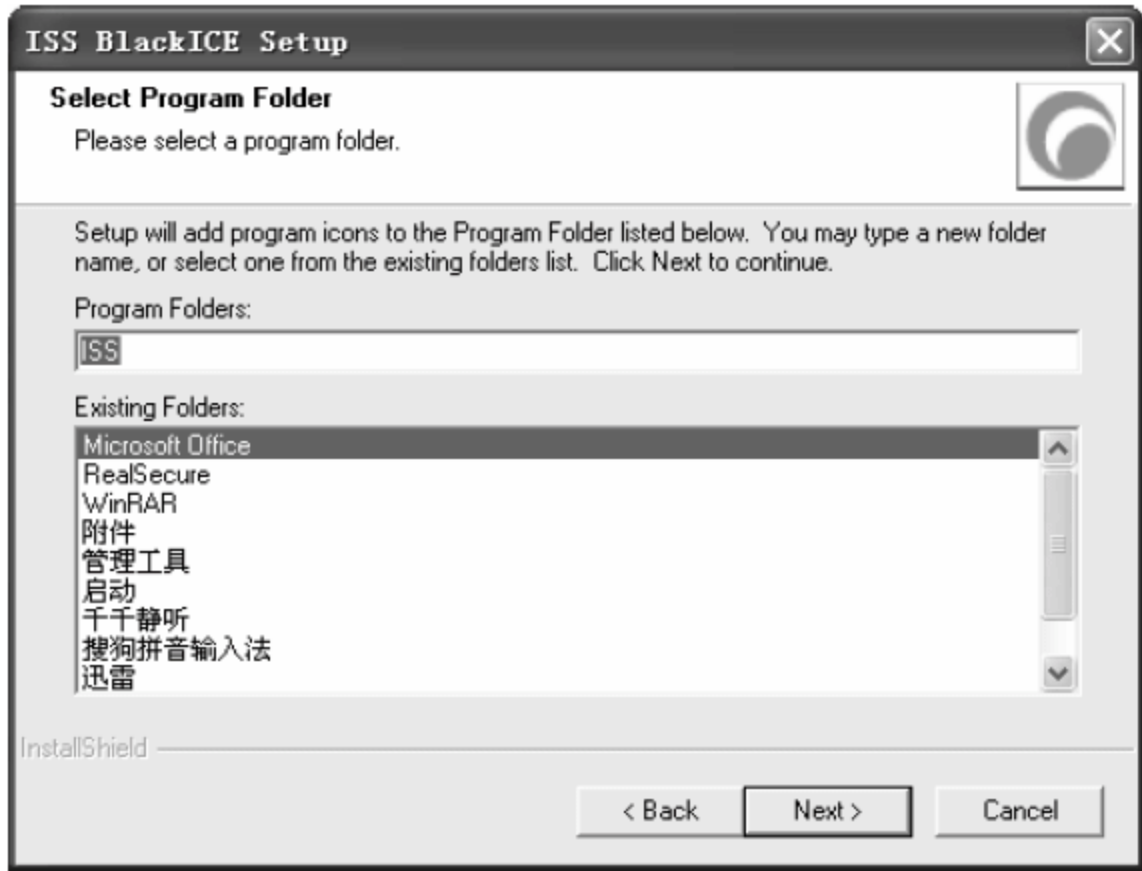 ISS BlackICE Setup
Select Program Folder
Please select a program folder.
Setup will add program icons to the Program Folder listed below. You may type a new folder
name, or select one from the existing folders list. Click Next to continue.
Program Folders:
ISS
Existing Folders:
Microsoft Office
RealSecure
WinRAR
附件
管理工具
启动
千千静听
搜狗拼音输入法
迅雷
InstallShield
< Back
Next >
Cancel